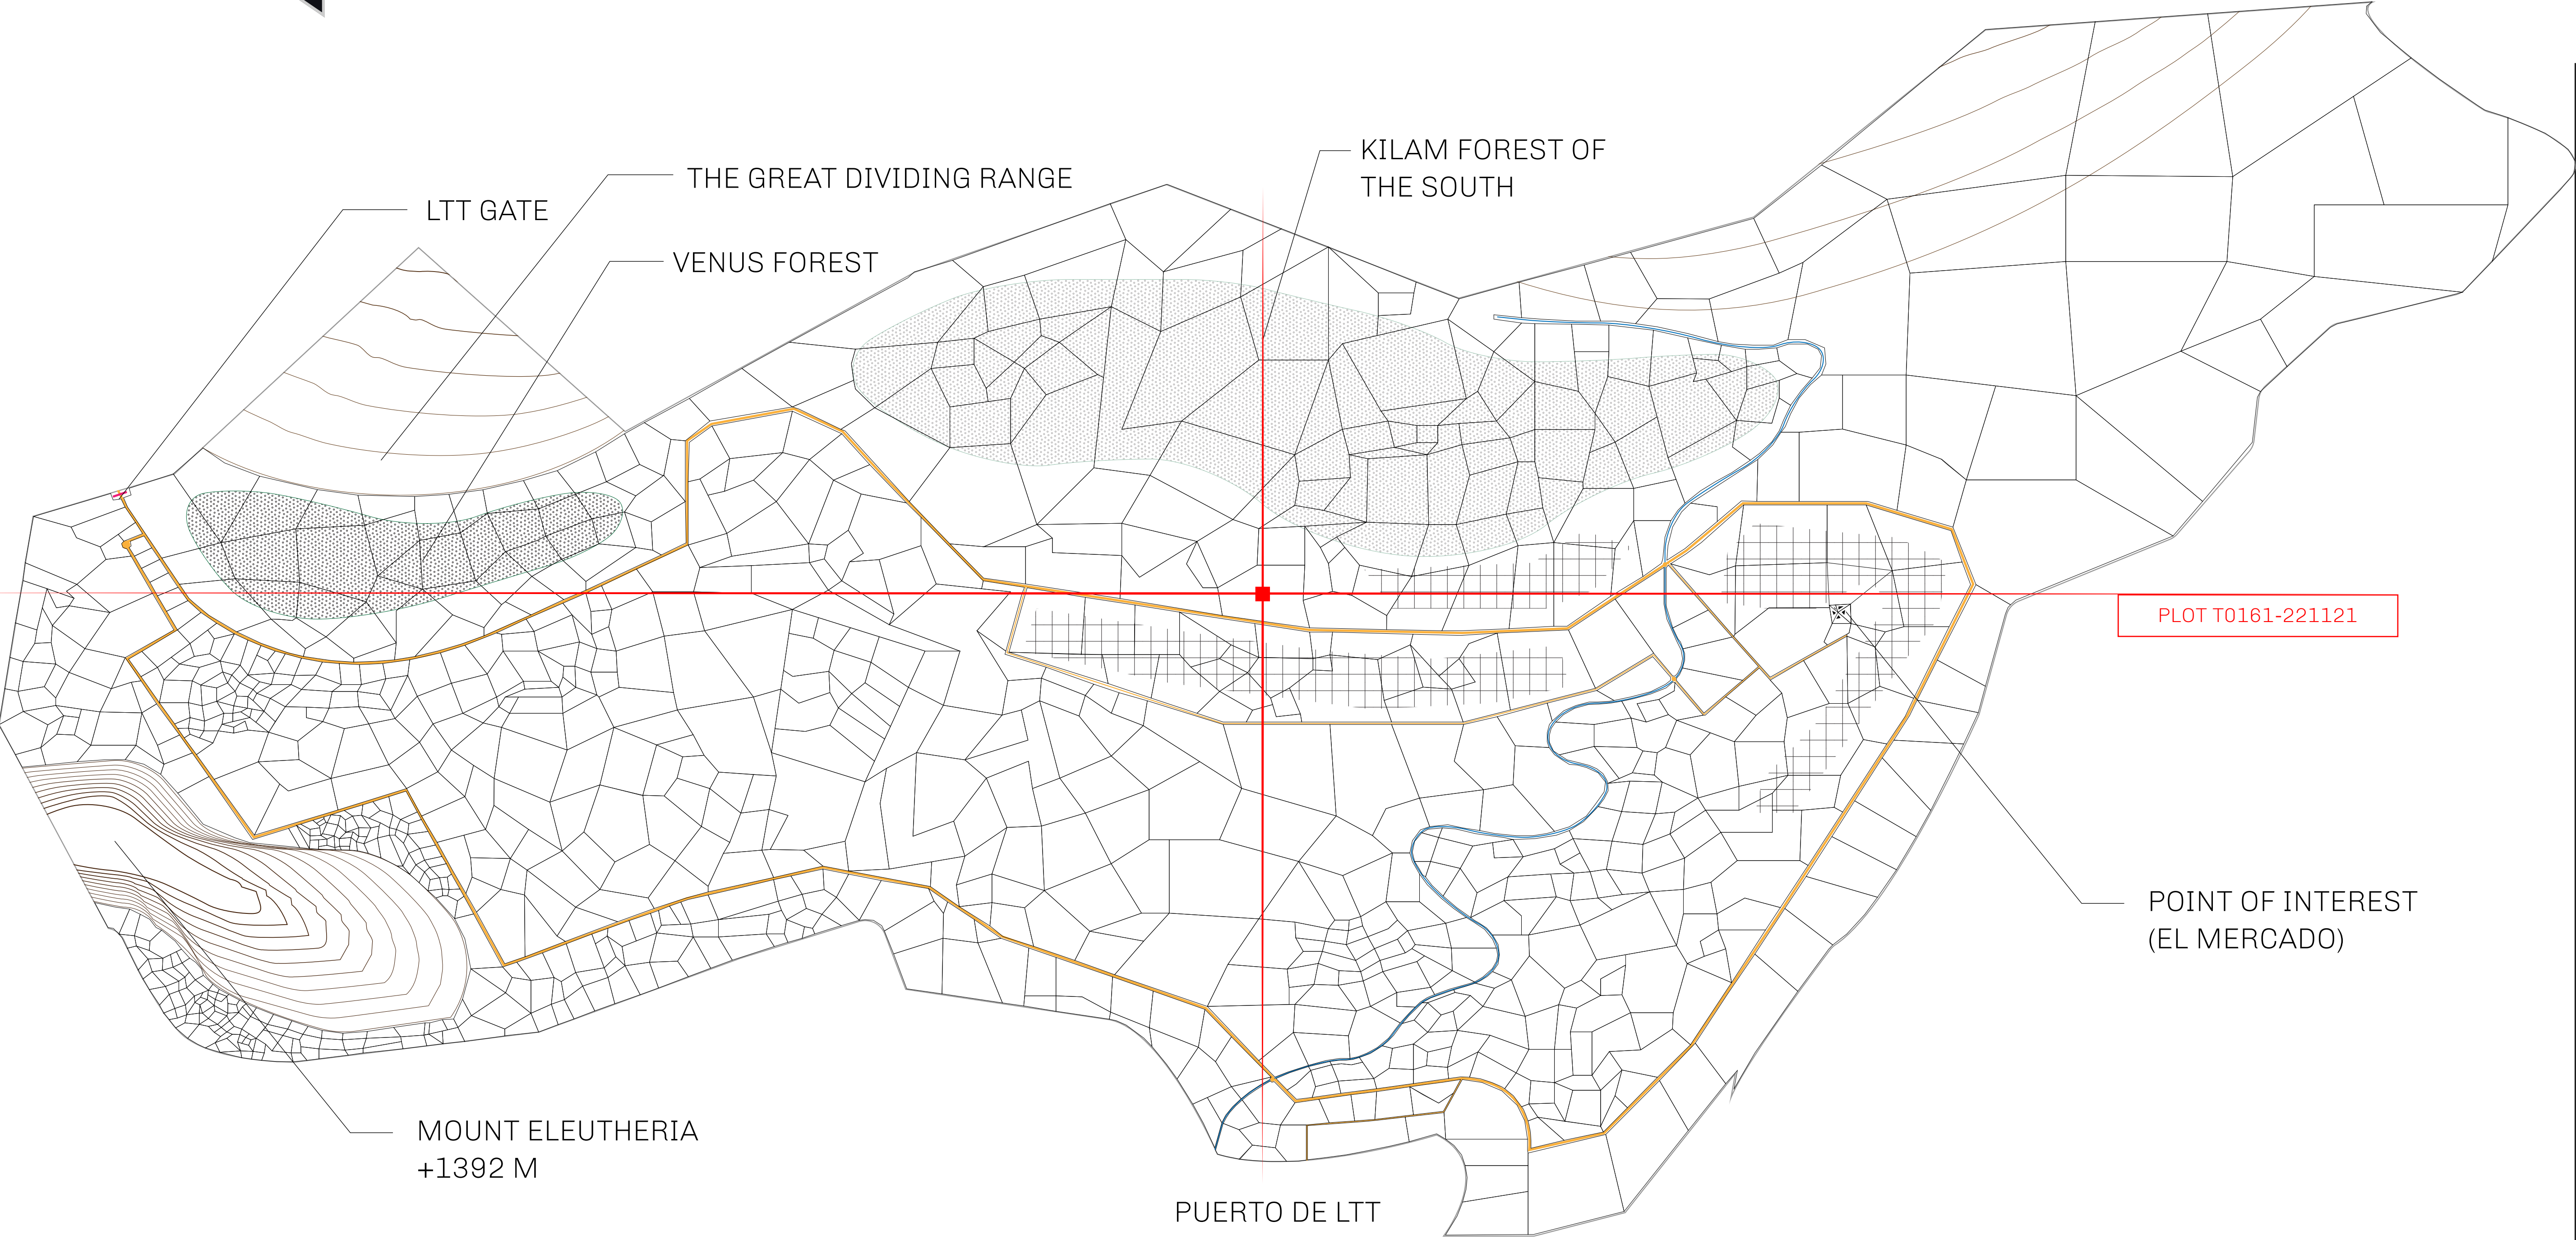 KILAM FOREST OF
THE SOUTH
THE GREAT DIVIDING RANGE
LTT GATE
VENUS FOREST
PLOT T0161-221121
POINT OF INTEREST
(EL MERCADO)
MOUNT ELEUTHERIA
+1392 M
PUERTO DE LTT